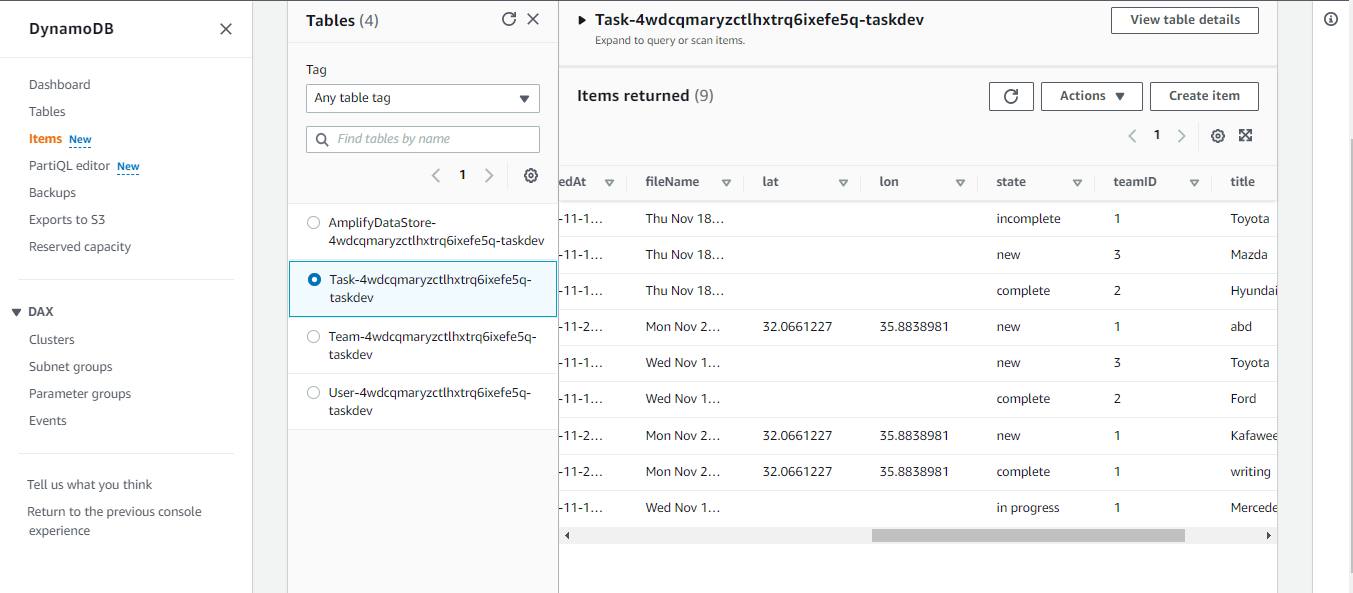 DynamoDB
Dashboard
Tables
Items New
PartiQL editor New
Backups
Exports to S3
Reserved capacity
DAX
Clusters
Subnet groups
Parameter groups
Events
Tell us what you think
Return to the previous console
experience
Tables (4)
Tag
Any table tag
Find tables by name
1
AmplifyDataStore-
4wdcqmaryzctlhxtrq6ixefe5q-taskdev
Task-4wdcqmaryzctlhxtrq6ixefe5q-
taskdev
Team-4wdcqmaryzctlhxtrq6ixefe5q-
taskdev
User-4wdcqmaryzctlhxtrq6ixefe5q-
taskdev
Task-4wdcqmaryzctlhxtrq6ixefe5q-taskdev
Expand to query or scan items.
View table details
Items returned (9)
Actions
Create item
1
edAt fileName lat lon state teamID title
-11-1... Thu Nov 18... incomplete 1 Toyota
-11-1... Thu Nov 18... new 3 Mazda
-11-1... Thu Nov 18... complete 2 Hyundai
-11-2... Mon Nov 2... 32.0661227 35.8838981 new 1 abd
-11-1... Wed Nov 1... new 3 Toyota
-11-1... Wed Nov 1... complete 2 Ford
-11-2... Mon Nov 2... 32.0661227 35.8838981 new 1 Kafawee
-11-2... Mon Nov 2... 32.0661227 35.8838981 complete 1 writing
-11-1... Wed Nov 1... in progress 1 Mercede